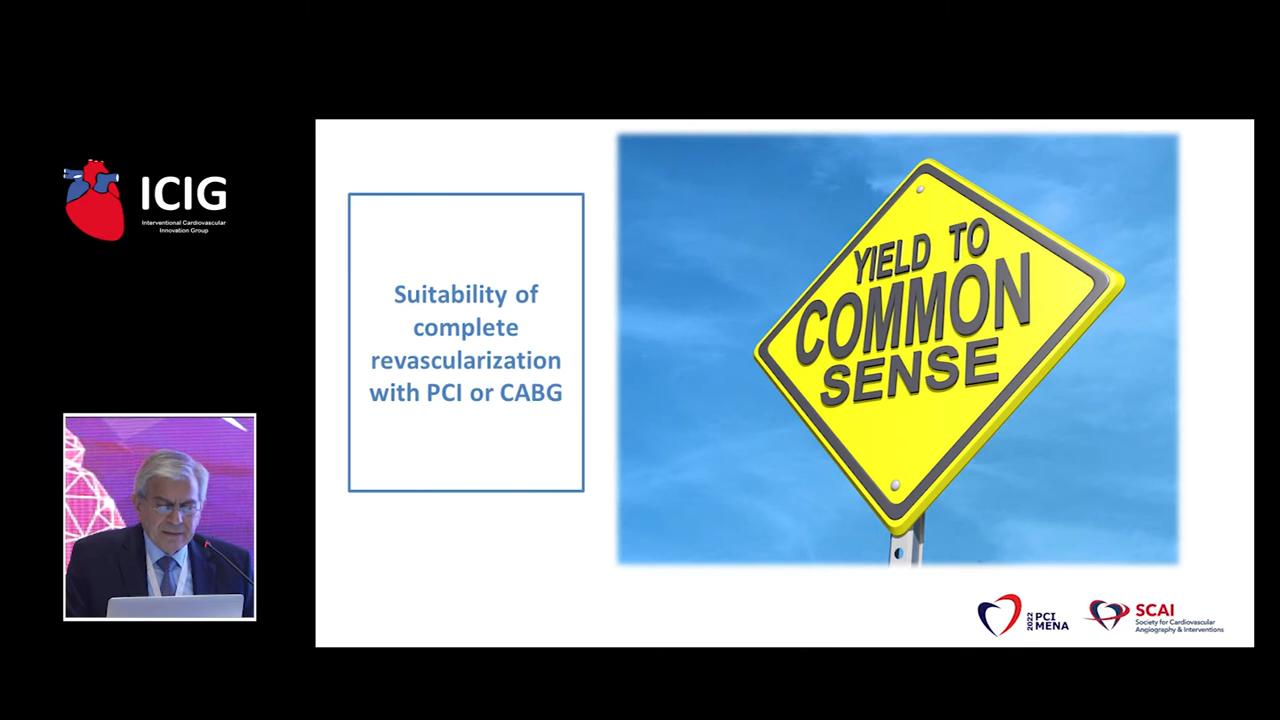 ICIG
Interventional Cardiovascular
Innovation Group
Suitability of
complete
revascularization
with PCI or CABG
YIELD TO
COMMON
SENSE
2022
PCI
MENA
SCAI
Society for Cardiovascular
Angiography & Interventions